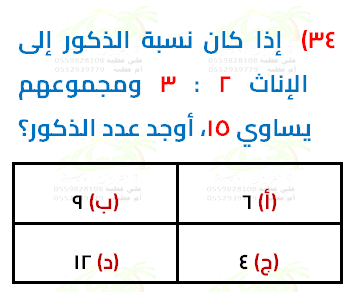 ٣٤) إذا كان نسبة الذكور إلى
الإناث ٢ : ٣ ومجموعهم
يساوي ١٥، أوجد عدد الذكور؟
(أ) ٦
(ب) ٩
(ج) ٤
(د) ١٢